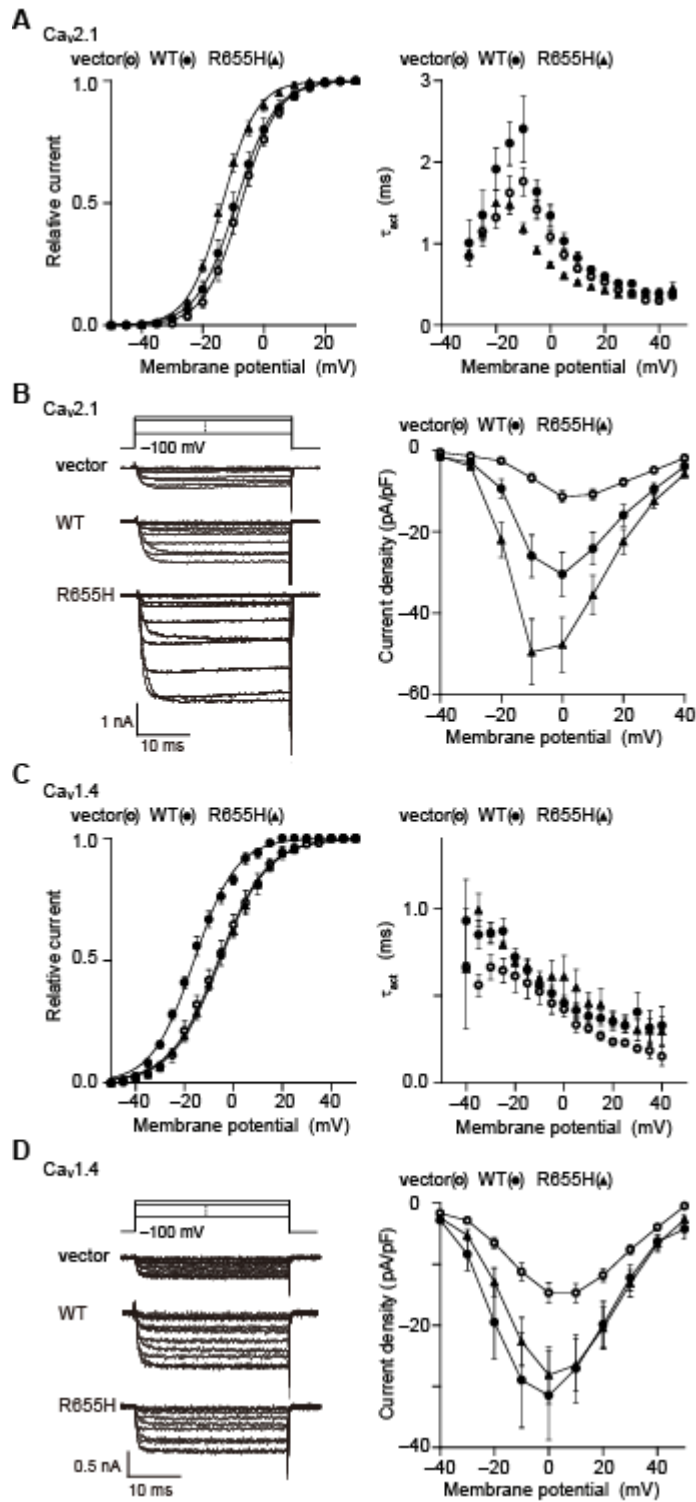 A
Cav2.1
vector(○) WT(●) R655H(▲)
vector(○) WT(●) R655H(▲)
1.0
0.5
0.0
Relative current
−40 −20 0 20
Membrane potential (mV)
3
2
1
0
τact (ms)
−40 −20 0 20 40
Membrane potential (mV)
B
Cav2.1
−100 mV
vector
WT
R655H
1 nA
10 ms
vector(○) WT(●) R655H(▲)
0
−20
−40
−60
Current density (pA/pF)
−40 −20 0 20 40
Membrane potential (mV)
C
Cav1.4
vector(○) WT(●) R655H(▲)
vector(○) WT(●) R655H(▲)
1.0
0.5
0.0
Relative current
−40 −20 0 20 40
Membrane potential (mV)
1.0
0.0
τact (ms)
−40 −20 0 20 40
Membrane potential (mV)
D
Cav1.4
−100 mV
vector
WT
R655H
0.5 nA
10 ms
vector(○) WT(●) R655H(▲)
0
−20
−40
Current density (pA/pF)
−40 −20 0 20 40
Membrane potential (mV)